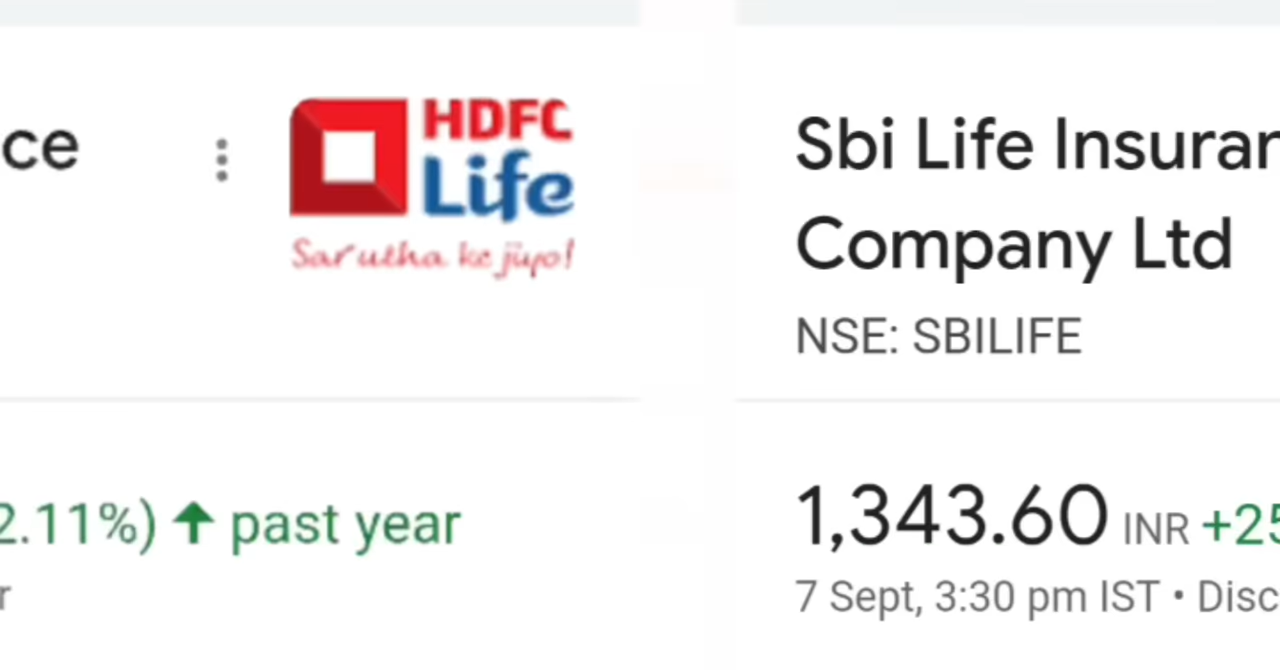 ce
HDFC
Life
Sar utha ke jiyo!
2.11%) ↑ past year
r
Sbi Life Insuran
Company Ltd
NSE: SBILIFE
1,343.60 INR +25
7 Sept, 3:30 pm IST • Disc